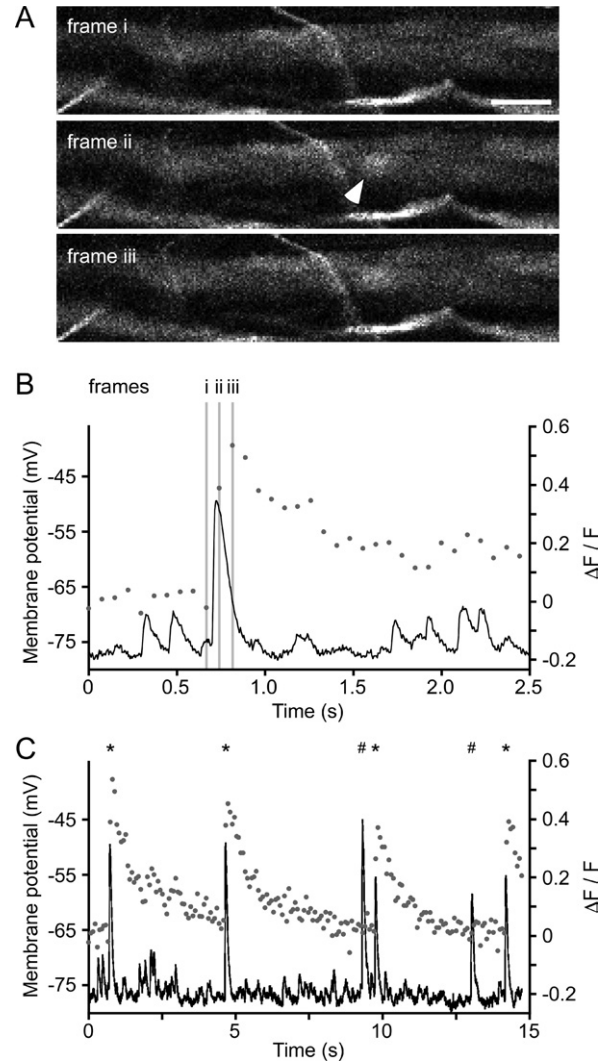 A
frame i
frame ii
frame iii
B
frames i ii iii
Membrane potential (mV)
-45
-55
-65
-75
0.6
0.4
0.2
0
-0.2
ΔF / F
0 0.5 1.0 1.5 2.0 2.5
Time (s)
C
* * # * # *
Membrane potential (mV)
-45
-55
-65
-75
0.6
0.4
0.2
0
-0.2
ΔF / F
0 5 10 15
Time (s)